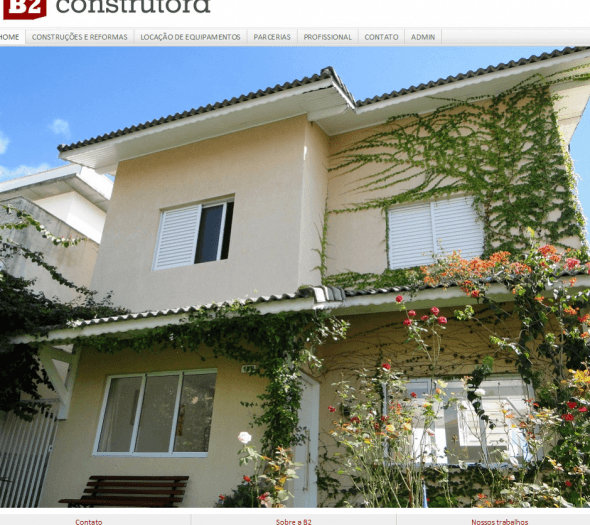 B2 construtora
HOME CONSTRUÇÕES E REFORMAS LOCAÇÃO DE EQUIPAMENTOS PARCERIAS PROFISSIONAL CONTATO ADMIN
Contato Sobre a B2 Nossos trabalhos